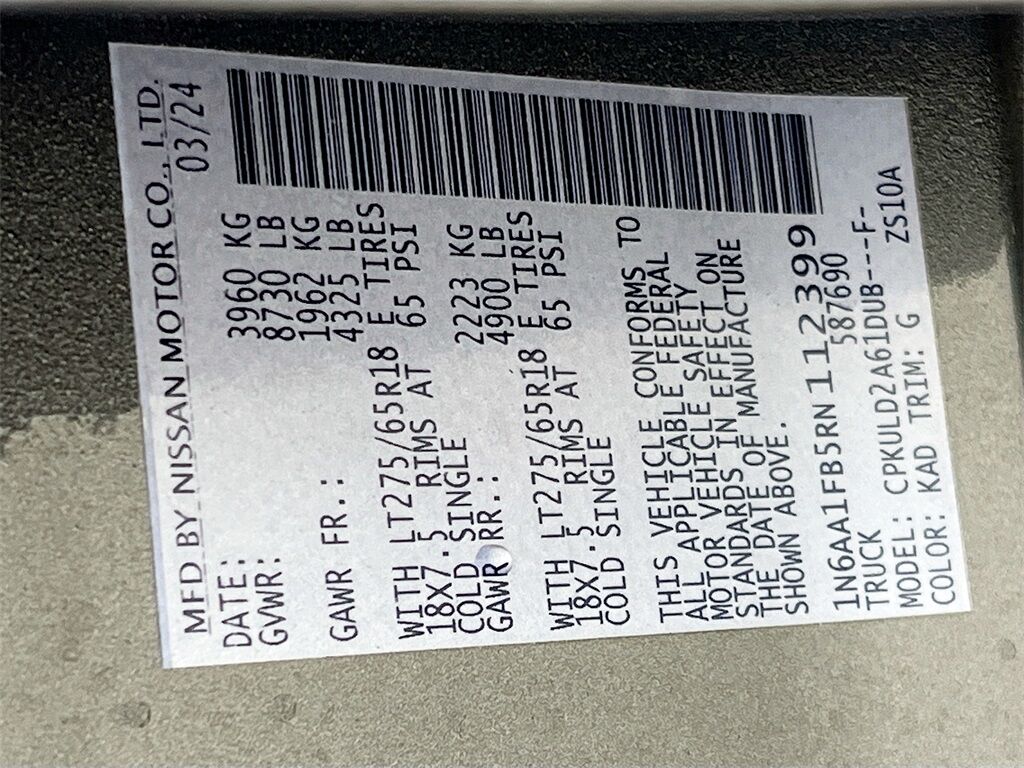 MFD BY NISSAN MOTOR CO., LTD.
DATE: 03/24
GVWR: 3960 KG
8730 LB
1962 KG
GAWR FR.: 4325 LB
WITH LT275/65R18 E TIRES
18X7.5 RIMS AT 65 PSI
COLD SINGLE 2223 KG
GAWR RR.: 4900 LB
WITH LT275/65R18 E TIRES
18X7.5 RIMS AT 65 PSI
COLD SINGLE
THIS VEHICLE CONFORMS TO
ALL APPLICABLE FEDERAL
MOTOR VEHICLE SAFETY
STANDARDS IN EFFECT ON
THE DATE OF MANUFACTURE
SHOWN ABOVE.
1N6AA1FB5RN112399
TRUCK 587690
MODEL: CPKULD2A61DUB---F-
COLOR: KAD TRIM: G ZS10A